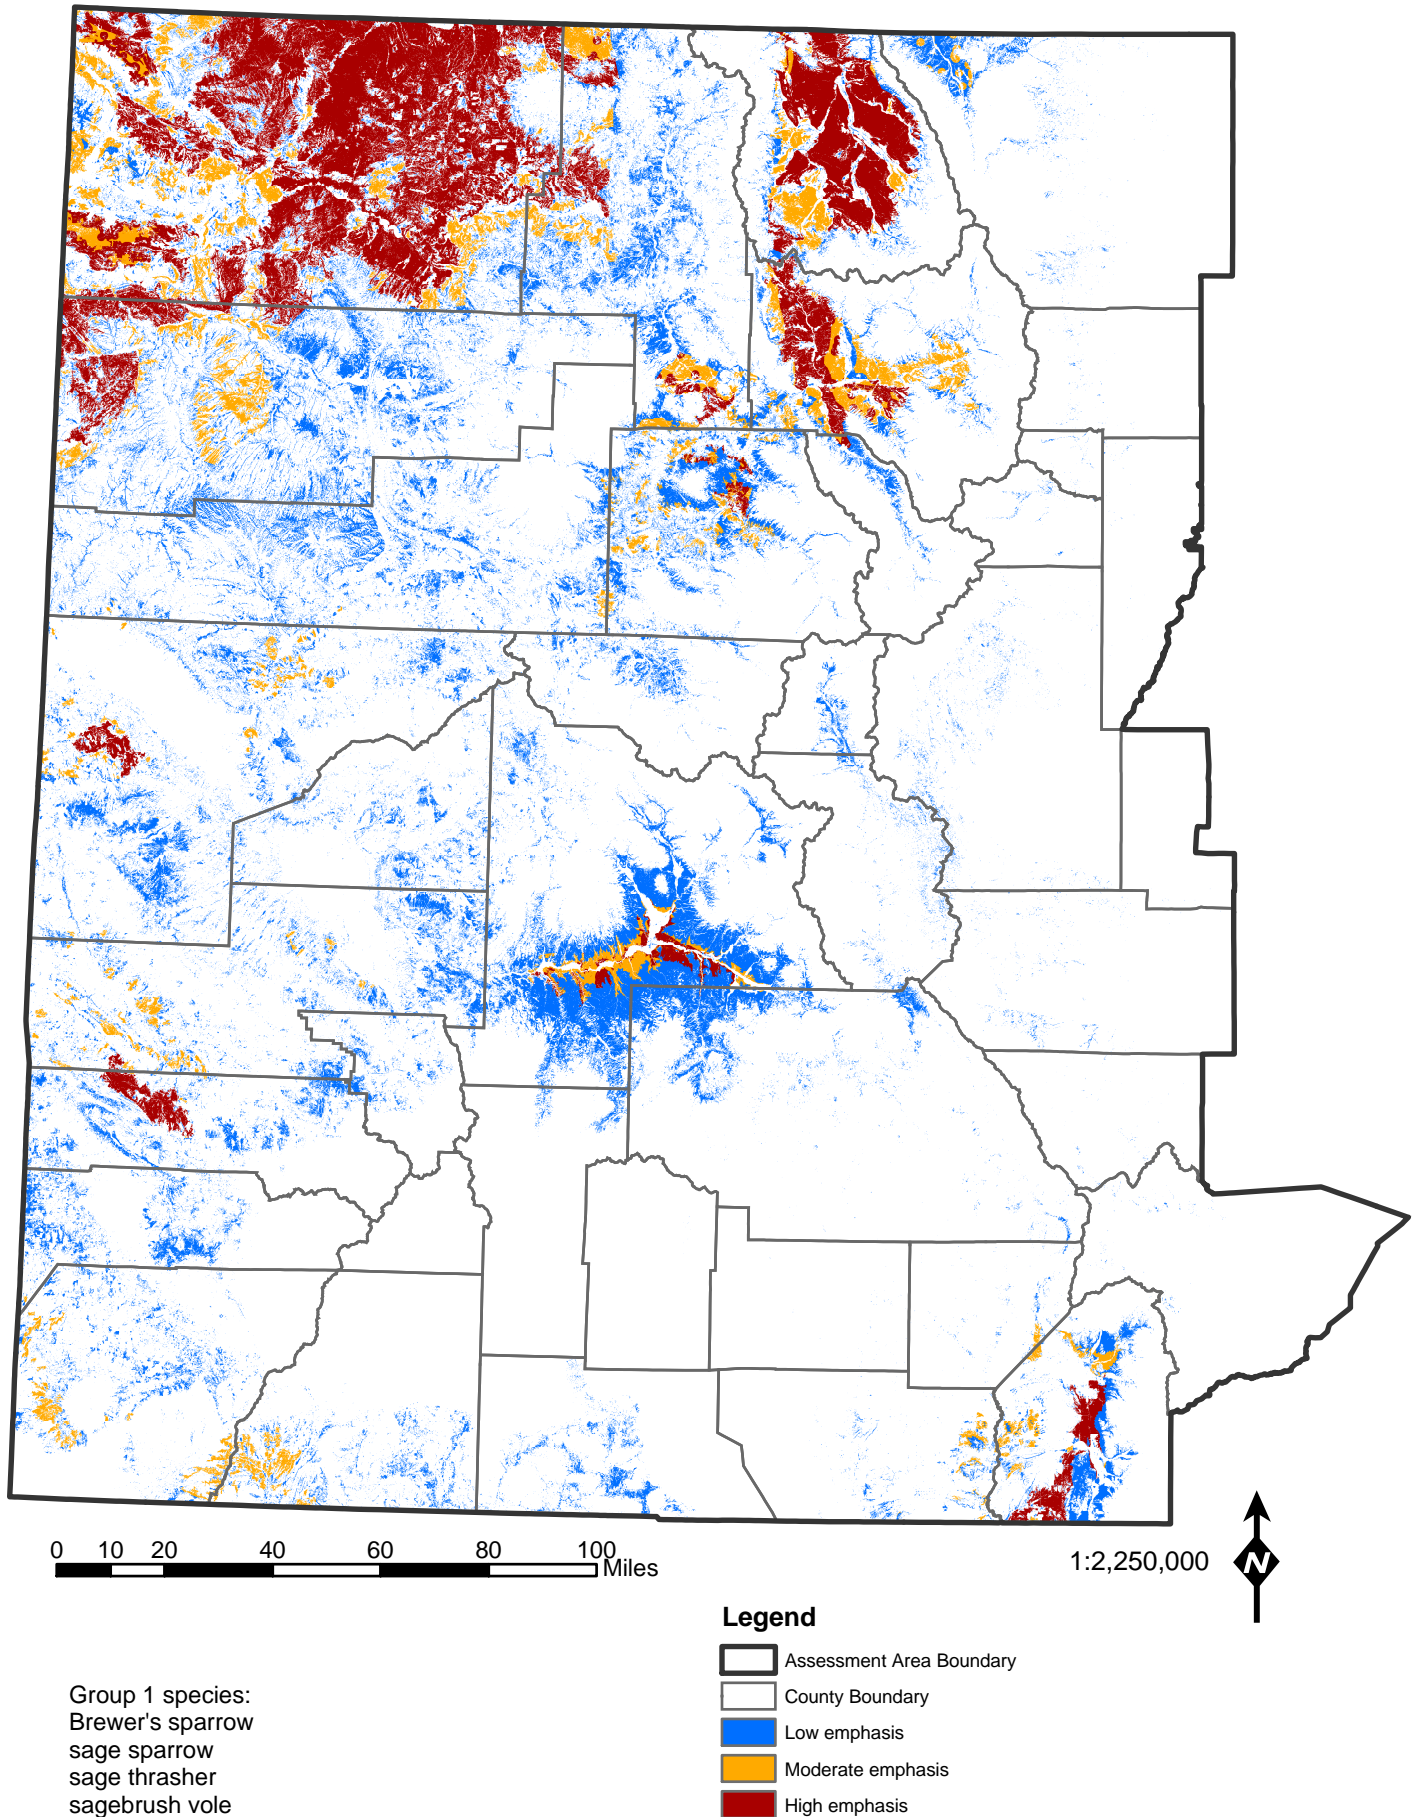 0 10 20 40 60 80 100
Miles
1:2,250,000
N
Legend
Assessment Area Boundary
County Boundary
Low emphasis
Moderate emphasis
High emphasis
Group 1 species:
Brewer's sparrow
sage sparrow
sage thrasher
sagebrush vole